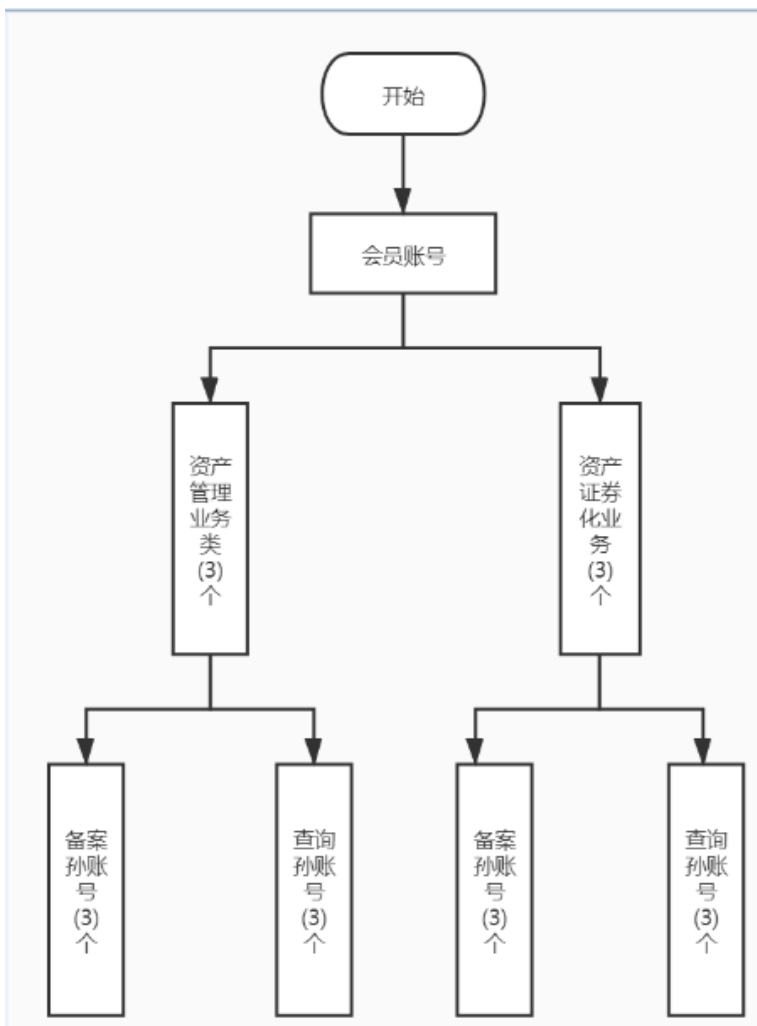 开始
会员账号
资产
管理
业务
类
(3)
个
资产
证券
化业
务
(3)
个
备案
孙账
号
(3)
个
查询
孙账
号
(3)
个
备案
孙账
号
(3)
个
查询
孙账
号
(3)
个